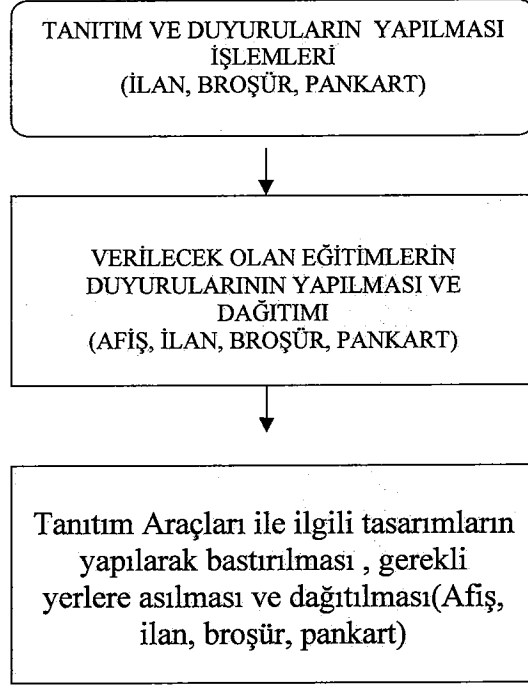 TANITIM VE DUYURULARIN YAPILMASI
İŞLEMLERİ
(İLAN, BROŞÜR, PANKART)
VERİLECEK OLAN EĞİTİMLERİN
DUYURULARININ YAPILMASI VE
DAĞITIMI
(AFİŞ, İLAN, BROŞÜR, PANKART)
Tanıtım Araçları ile ilgili tasarımların
yapılarak bastırılması , gerekli
yerlere asılması ve dağıtılması(Afiş,
ilan, broşür, pankart)